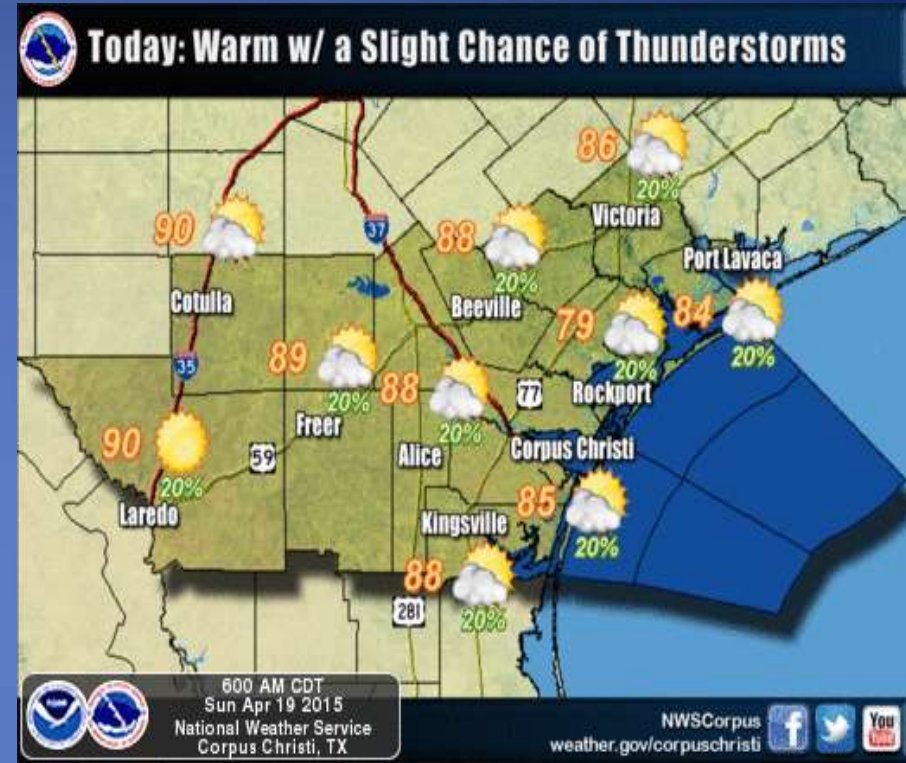 Today: Warm w/ a Slight Chance of Thunderstorms
86
20%
Victoria
90
Cotulla
37
88
20%
Beeville
Port Lavaca
84
20%
79
20%
Rockport
35
89
20%
Freer
88
20%
Alice
77
Corpus Christi
90
20%
Laredo
59
85
20%
Kingsville
88
20%
281
600 AM CDT
Sun Apr 19 2015
National Weather Service
Corpus Christi, TX
NWSCorpus
weather.gov/corpuschristi
You
Tube